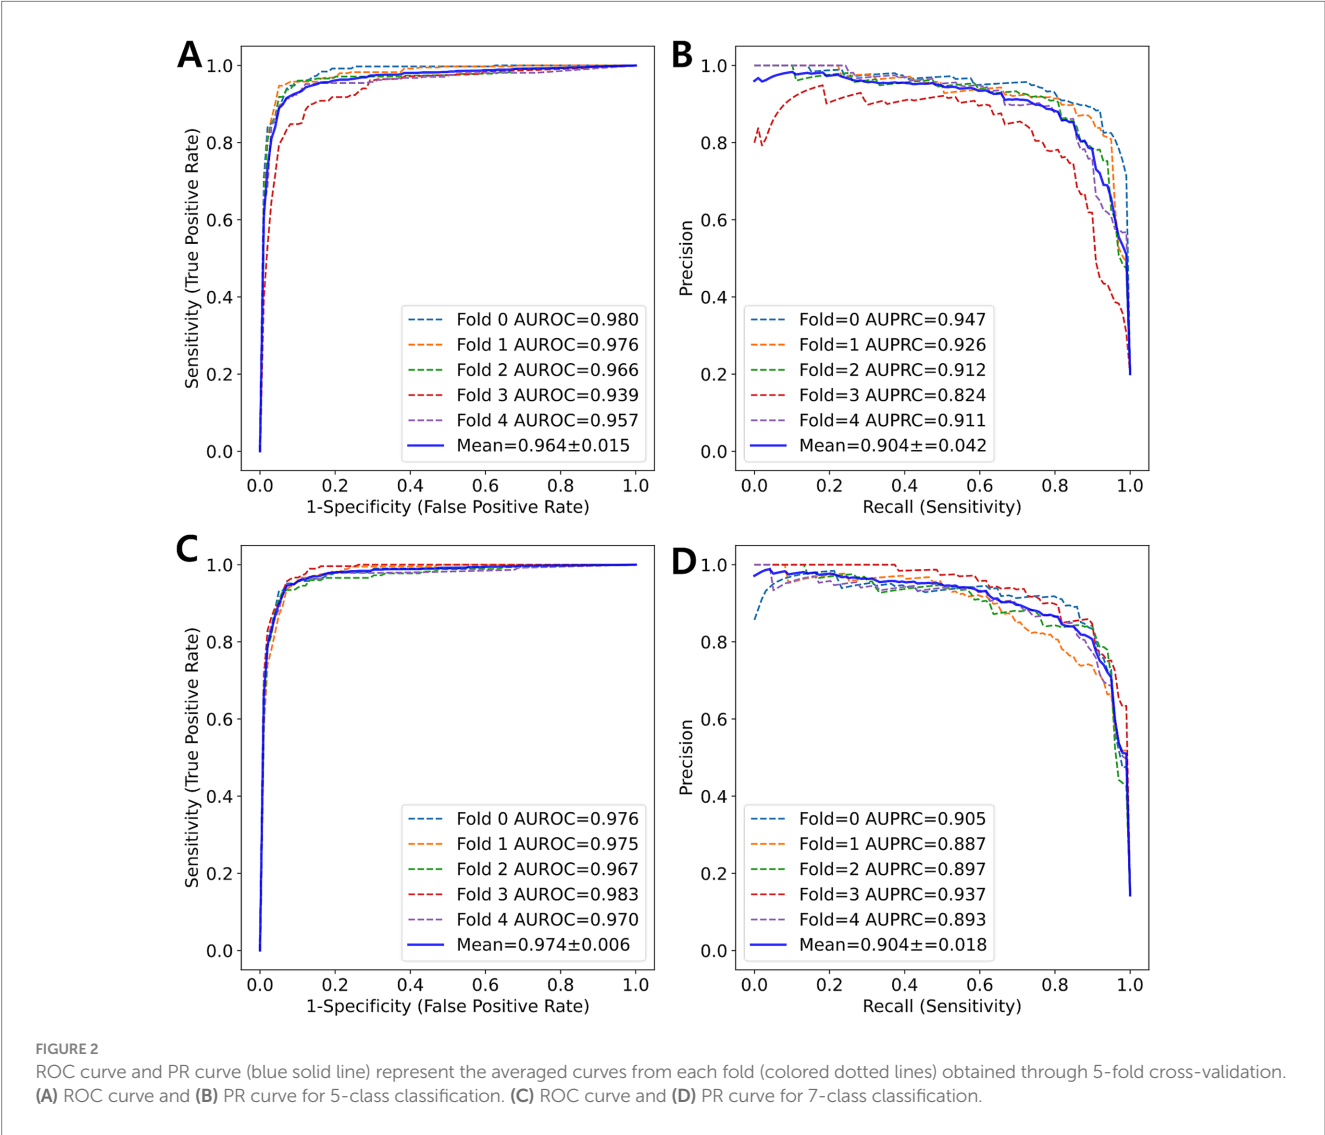 A
1.0
0.8
0.6
0.4
0.2
0.0
Sensitivity (True Positive Rate)
Fold 0 AUROC=0.980
Fold 1 AUROC=0.976
Fold 2 AUROC=0.966
Fold 3 AUROC=0.939
Fold 4 AUROC=0.957
Mean=0.964±0.015
0.0 0.2 0.4 0.6 0.8 1.0
1-Specificity (False Positive Rate)
B
1.0
0.8
0.6
0.4
0.2
0.0
Precision
Fold=0 AUPRC=0.947
Fold=1 AUPRC=0.926
Fold=2 AUPRC=0.912
Fold=3 AUPRC=0.824
Fold=4 AUPRC=0.911
Mean=0.904±=0.042
0.0 0.2 0.4 0.6 0.8 1.0
Recall (Sensitivity)
C
1.0
0.8
0.6
0.4
0.2
0.0
Sensitivity (True Positive Rate)
Fold 0 AUROC=0.976
Fold 1 AUROC=0.975
Fold 2 AUROC=0.967
Fold 3 AUROC=0.983
Fold 4 AUROC=0.970
Mean=0.974±0.006
0.0 0.2 0.4 0.6 0.8 1.0
1-Specificity (False Positive Rate)
D
1.0
0.8
0.6
0.4
0.2
0.0
Precision
Fold=0 AUPRC=0.905
Fold=1 AUPRC=0.887
Fold=2 AUPRC=0.897
Fold=3 AUPRC=0.937
Fold=4 AUPRC=0.893
Mean=0.904±=0.018
0.0 0.2 0.4 0.6 0.8 1.0
Recall (Sensitivity)
FIGURE 2
ROC curve and PR curve (blue solid line) represent the averaged curves from each fold (colored dotted lines) obtained through 5-fold cross-validation.
(A) ROC curve and (B) PR curve for 5-class classification. (C) ROC curve and (D) PR curve for 7-class classification.